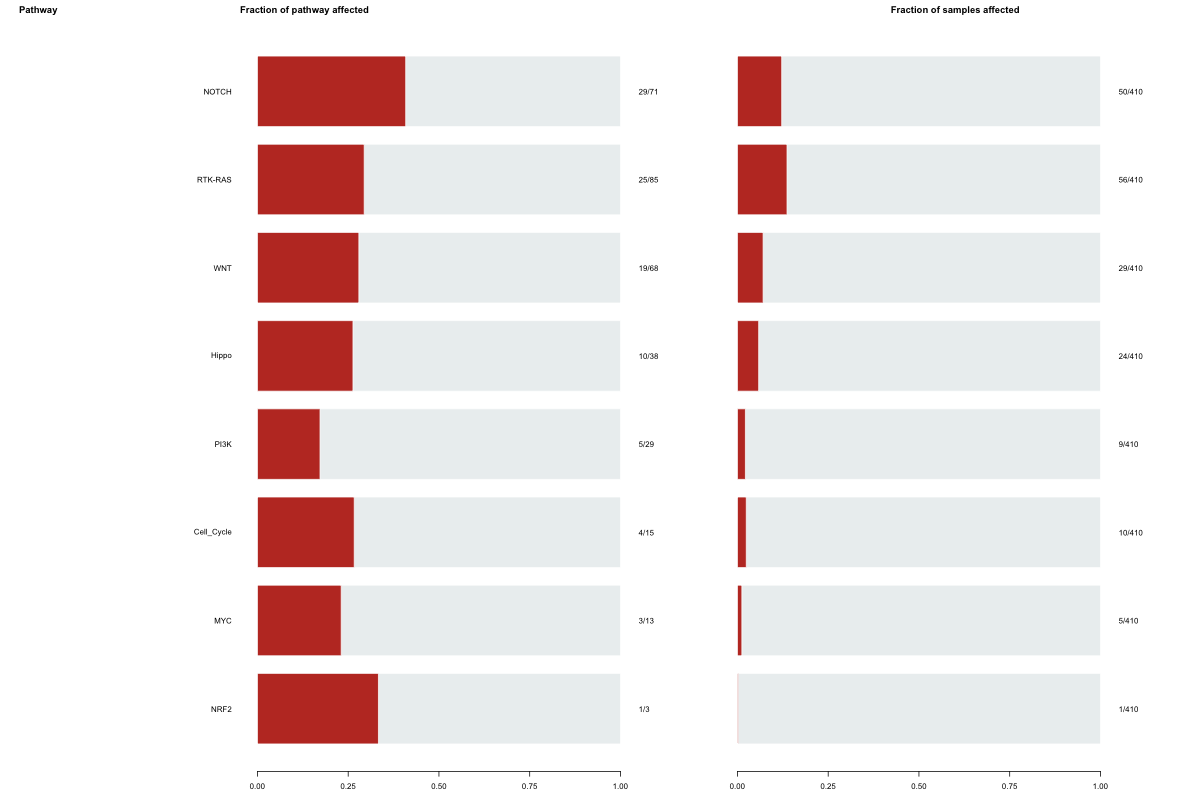 Pathway Fraction of pathway affected Fraction of samples affected
NOTCH 29/71 50/410
RTK-RAS 25/85 56/410
WNT 19/68 29/410
Hippo 10/38 24/410
PI3K 5/29 9/410
Cell_Cycle 4/15 10/410
MYC 3/13 5/410
NRF2 1/3 1/410
0.00 0.25 0.50 0.75 1.00 0.00 0.25 0.50 0.75 1.00